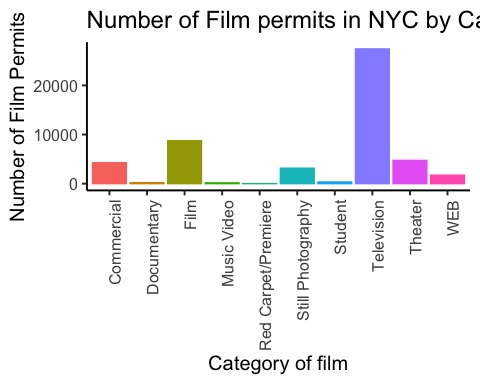 Number of Film permits in NYC by Ca
Number of Film Permits
20000
10000
0
Commercial
Documentary
Film
Music Video
Red Carpet/Premiere
Still Photography
Student
Television
Theater
WEB
Category of film